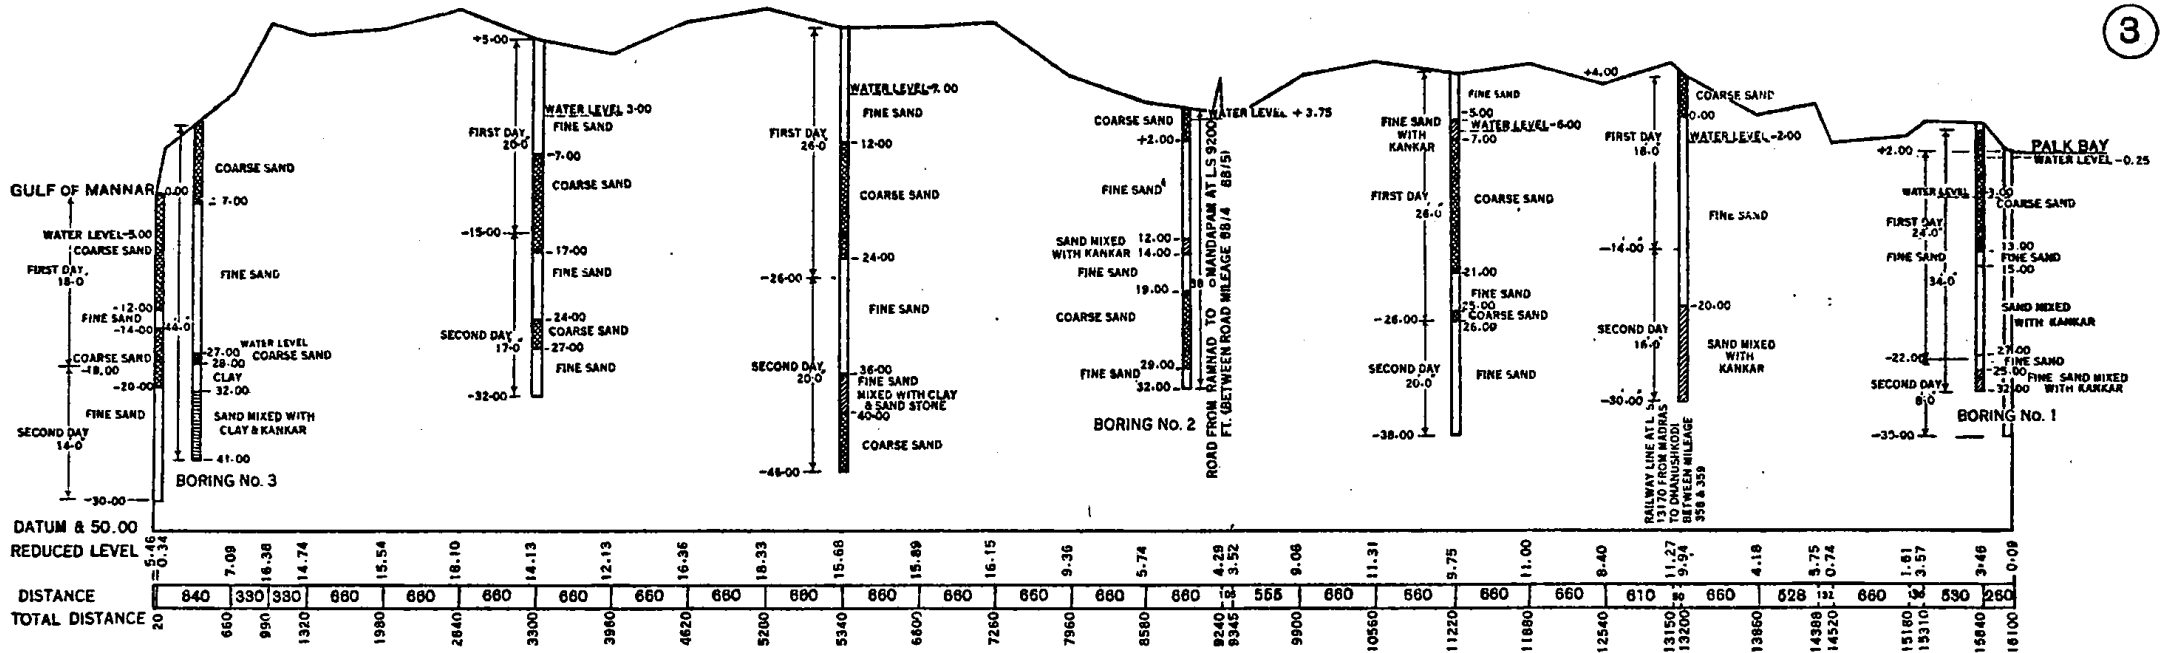 3
GULF OF MANNAR 0.00
- 7.00
COARSE SAND
WATER LEVEL-5.00
COARSE SAND
FIRST DAY
18-0"
FINE SAND
-12-00
FINE SAND
-14-00
COARSE SAND
-18.00
-20-00
FINE SAND
SECOND DAY
14-0"
-30-00
44-0"
WATER LEVEL
-27-00
COARSE SAND
-28-00
CLAY
-32-00
SAND MIXED WITH
CLAY & KANKAR
-41-00
BORING No. 3
+5-00
WATER LEVEL 3-00
FINE SAND
FIRST DAY
20-0"
-7-00
COARSE SAND
-15-00
-17-00
FINE SAND
-24-00
COARSE SAND
SECOND DAY
17-0"
-27-00
FINE SAND
-32-00
WATER LEVEL-7.00
FINE SAND
FIRST DAY
26-0"
-12-00
COARSE SAND
-24-00
-26-00
FINE SAND
SECOND DAY
20-0"
-36-00
FINE SAND
MIXED WITH CLAY
& SAND STONE
-40-00
COARSE SAND
-46-00
WATER LEVEL + 3.75
COARSE SAND
+2-00
FINE SAND
12.00
SAND MIXED
WITH KANKAR
14-00
FINE SAND
19.00
COARSE SAND
29-00
FINE SAND
32-00
BORING No. 2
ROAD FROM RAMNAD TO MANDAPAM AT L.S 9200
FT. (BETWEEN ROAD MILEAGE 68/4 68/5)
FINE SAND
-5-00
WATER LEVEL-6-00
FINE SAND
WITH
KANKAR
-7-00
COARSE SAND
FIRST DAY
26-0"
-21-00
FINE SAND
-25-00
COARSE SAND
-26-00
26-00
SECOND DAY
20-0"
FINE SAND
-38-00
+4-00
COARSE SAND
0-00
WATER LEVEL-2-00
FIRST DAY
18-0"
FINE SAND
-14-00
-20-00
SECOND DAY
16-0"
SAND MIXED
WITH
KANKAR
-30-00
RAILWAY LINE AT L.S
13170 FROM MADRAS
TO DHANUSHKODI
BETWEEN MILEAGE
358 & 359
+2-00
PALK BAY
WATER LEVEL-0.25
WATER LEVEL -3-00
COARSE SAND
FIRST DAY
24-0"
13.00
FINE SAND
FINE SAND
15-00
34-0"
SAND MIXED
WITH KANKAR
-22-00
FINE SAND
FINE SAND MIXED
WITH KANKAR
-32-00
SECOND DAY
BORING No. 1
DATUM & 50.00
REDUCED LEVEL 0.34 7.09 16.38 14.74 15.54 18.10 14.13 12.13 16.36 18.33 15.68 15.89 16.15 9.36 5.74 4.29 3.52 9.06 11.31 9.75 11.00 8.40 11.27 9.94 4.18 5.75 0.74 1.61 3.57 3.46 0.09
DISTANCE 640 330 330 660 660 660 660 660 660 660 660 660 660 660 660 105 555 660 660 660 660 610 50 660 528 132 660 530 260
TOTAL DISTANCE 20 660 990 1320 1980 2640 3300 3960 4620 5280 5340 6600 7260 7960 8580 9240 9345 9900 10560 11220 11880 12540 13150 13200 13860 14388 14520 15180 15310 15840 16100